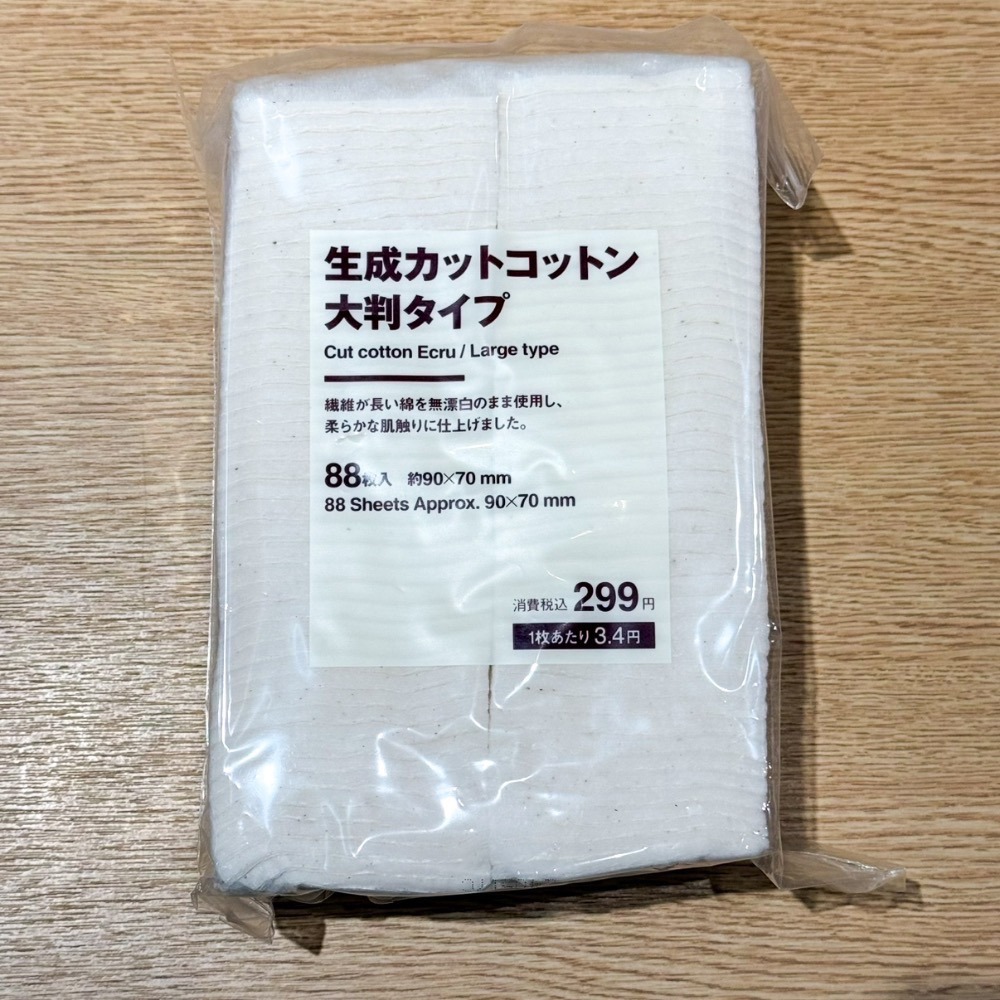 生成カットコットン
大判タイプ
Cut cotton Ecru / Large type
繊維が長い綿を無漂白のまま使用し、
柔らかな肌触りに仕上げました。
88枚入 約90×70 mm
88 Sheets Approx. 90×70 mm
消費税込 299円
1枚あたり 3.4円